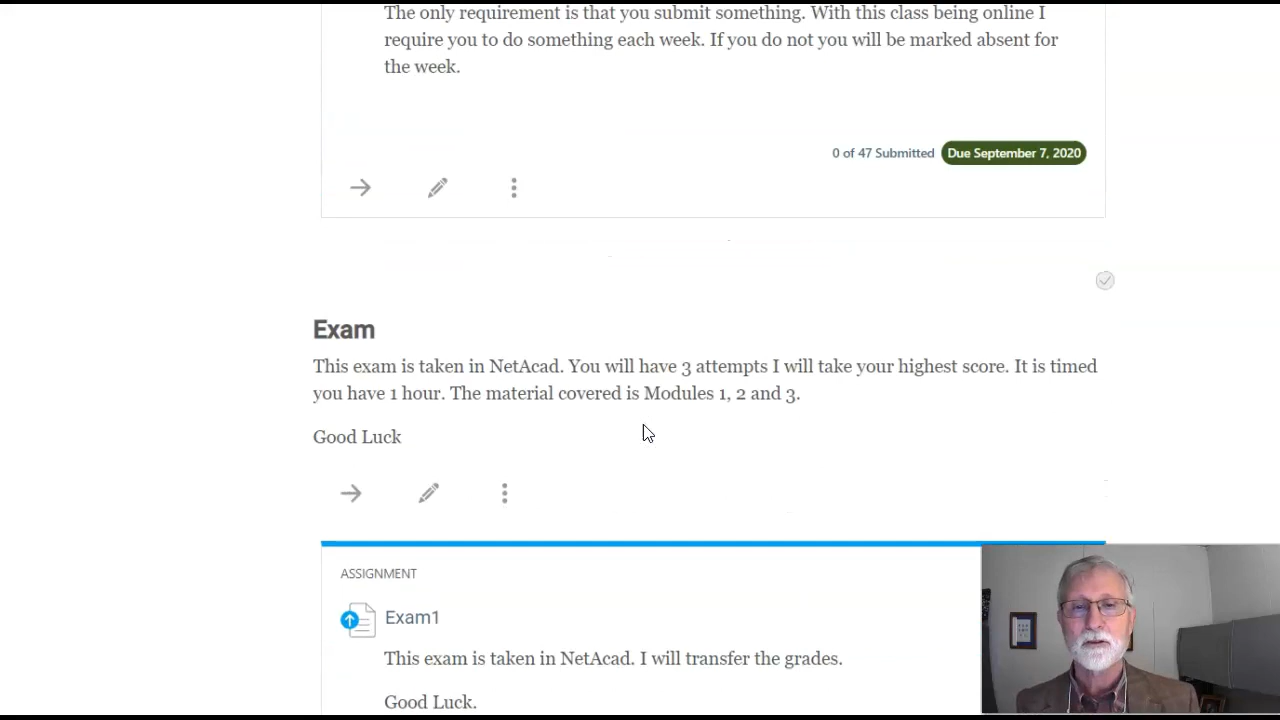 The only requirement is that you submit something. With this class being online I
require you to do something each week. If you do not you will be marked absent for
the week.
0 of 47 Submitted Due September 7, 2020
Exam
This exam is taken in NetAcad. You will have 3 attempts I will take your highest score. It is timed
you have 1 hour. The material covered is Modules 1, 2 and 3.
Good Luck
ASSIGNMENT
Exam1
This exam is taken in NetAcad. I will transfer the grades.
Good Luck.